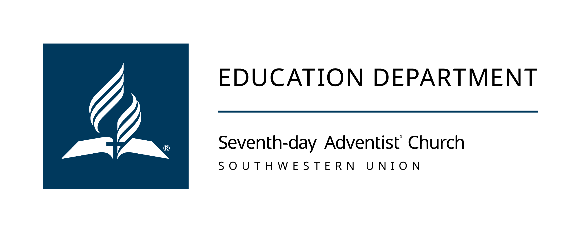 EDUCATION DEPARTMENT
Seventh-day Adventist® Church
SOUTHWESTERN UNION
®